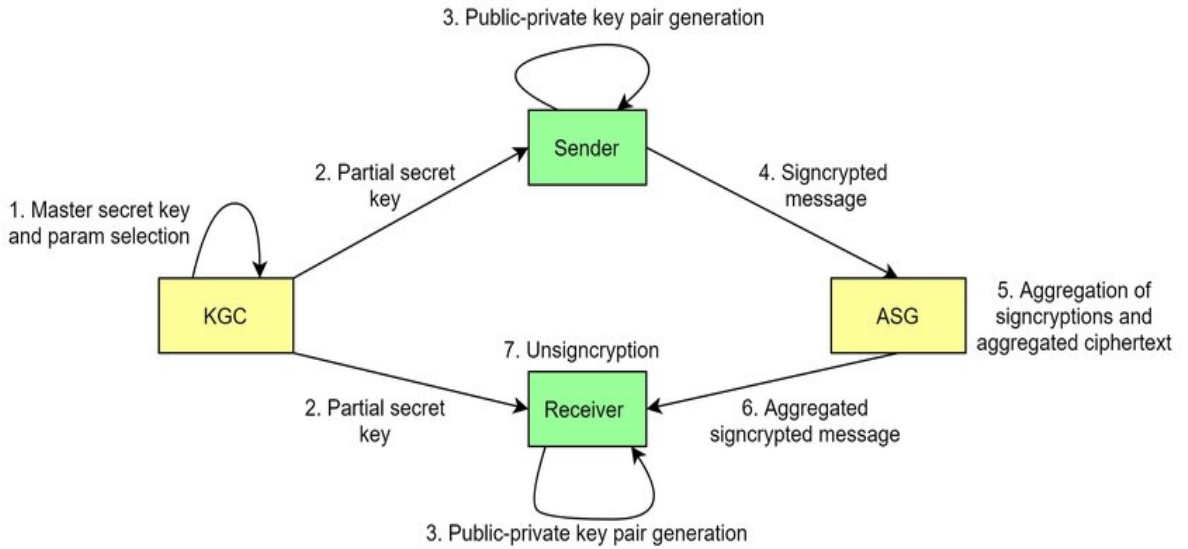 3. Public-private key pair generation
Sender
2. Partial secret
key
4. Signcrypted
message
1. Master secret key
and param selection
KGC
ASG
5. Aggregation of
signcryptions and
aggregated ciphertext
7. Unsigncryption
Receiver
2. Partial secret
key
6. Aggregated
signcrypted message
3. Public-private key pair generation